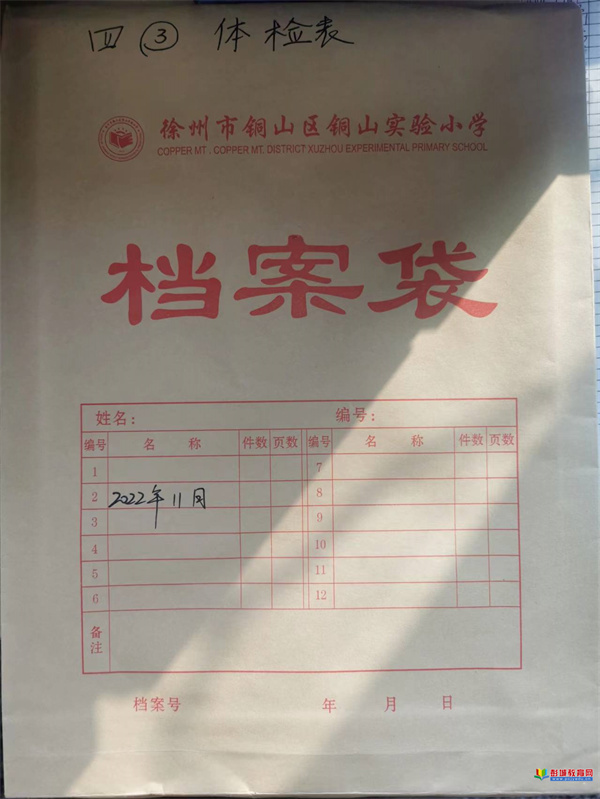 四 ③ 体检表
徐州市铜山区铜山实验小学
COPPER MT . COPPER MT. DISTRICT XUZHOU EXPERIMENTAL PRIMARY SCHOOL
档案袋
姓名： 编号：
编号 名 称 件数 页数 编号 名 称 件数 页数
1 7
2 2022年11月 8
3 9
4 10
5 11
6 12
备注
档案号 年 月 日
彭城教育网